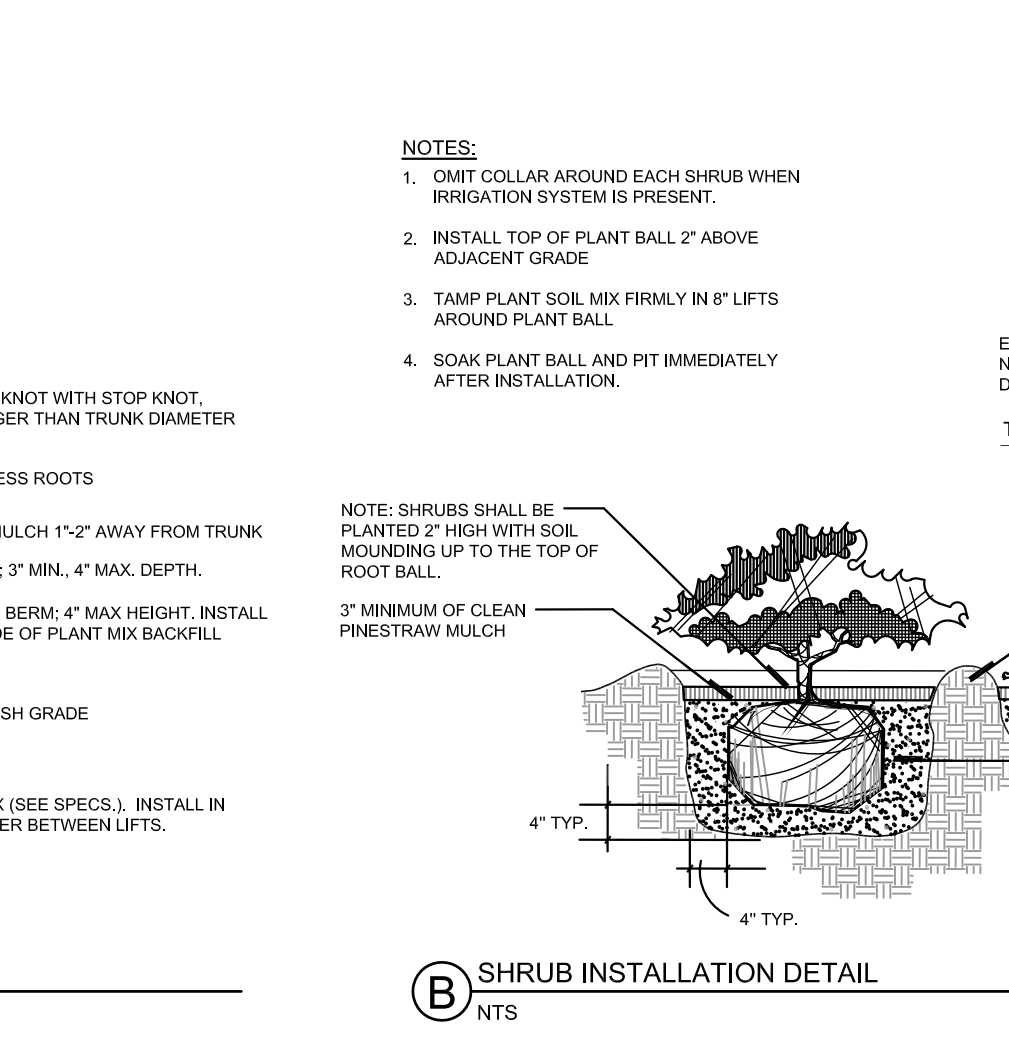 NOTES:
1. OMIT COLLAR AROUND EACH SHRUB WHEN
IRRIGATION SYSTEM IS PRESENT.
2. INSTALL TOP OF PLANT BALL 2" ABOVE
ADJACENT GRADE
3. TAMP PLANT SOIL MIX FIRMLY IN 8" LIFTS
AROUND PLANT BALL
4. SOAK PLANT BALL AND PIT IMMEDIATELY
AFTER INSTALLATION.
KNOT WITH STOP KNOT,
GER THAN TRUNK DIAMETER
ESS ROOTS
MULCH 1"-2" AWAY FROM TRUNK
; 3" MIN., 4" MAX. DEPTH.
BERM; 4" MAX HEIGHT. INSTALL
DE OF PLANT MIX BACKFILL
SH GRADE
X (SEE SPECS.). INSTALL IN
ER BETWEEN LIFTS.
NOTE: SHRUBS SHALL BE
PLANTED 2" HIGH WITH SOIL
MOUNDING UP TO THE TOP OF
ROOT BALL.
3" MINIMUM OF CLEAN
PINESTRAW MULCH
4" TYP.
4" TYP.
B SHRUB INSTALLATION DETAIL
NTS
E
N
D
T